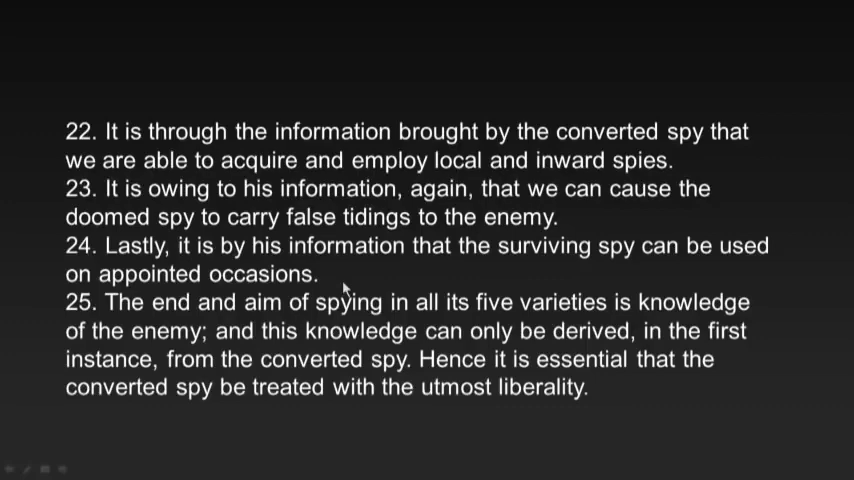 22. It is through the information brought by the converted spy that
we are able to acquire and employ local and inward spies.
23. It is owing to his information, again, that we can cause the
doomed spy to carry false tidings to the enemy.
24. Lastly, it is by his information that the surviving spy can be used
on appointed occasions.
25. The end and aim of spying in all its five varieties is knowledge
of the enemy; and this knowledge can only be derived, in the first
instance, from the converted spy. Hence it is essential that the
converted spy be treated with the utmost liberality.